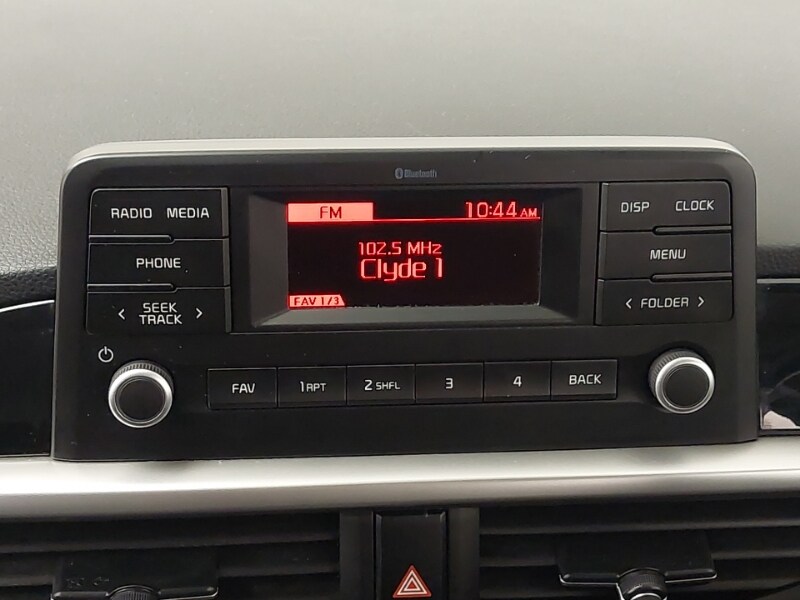 Bluetooth
RADIO MEDIA
PHONE
< SEEK TRACK >
FM 10:44 AM
102.5 MHz
Clyde 1
FAV 1/3
DISP CLOCK
MENU
< FOLDER >
FAV 1 RPT 2 SHFL 3 4 BACK